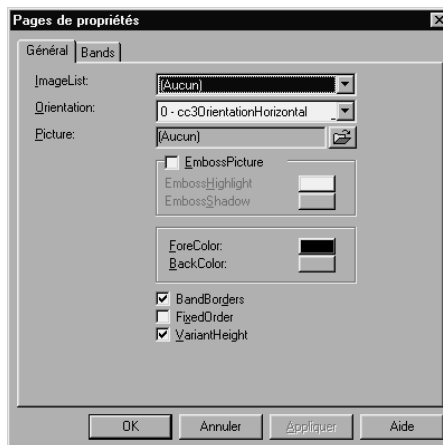 Pages de propriétés
Général Bands
ImageList: (Aucun)
Orientation: 0 - cc3OrientationHorizontal
Picture: (Aucun)
EmbossPicture
EmbossHighlight
EmbossShadow
ForeColor:
BackColor:
BandBorders
FixedOrder
VariantHeight
OK Annuler Appliquer Aide